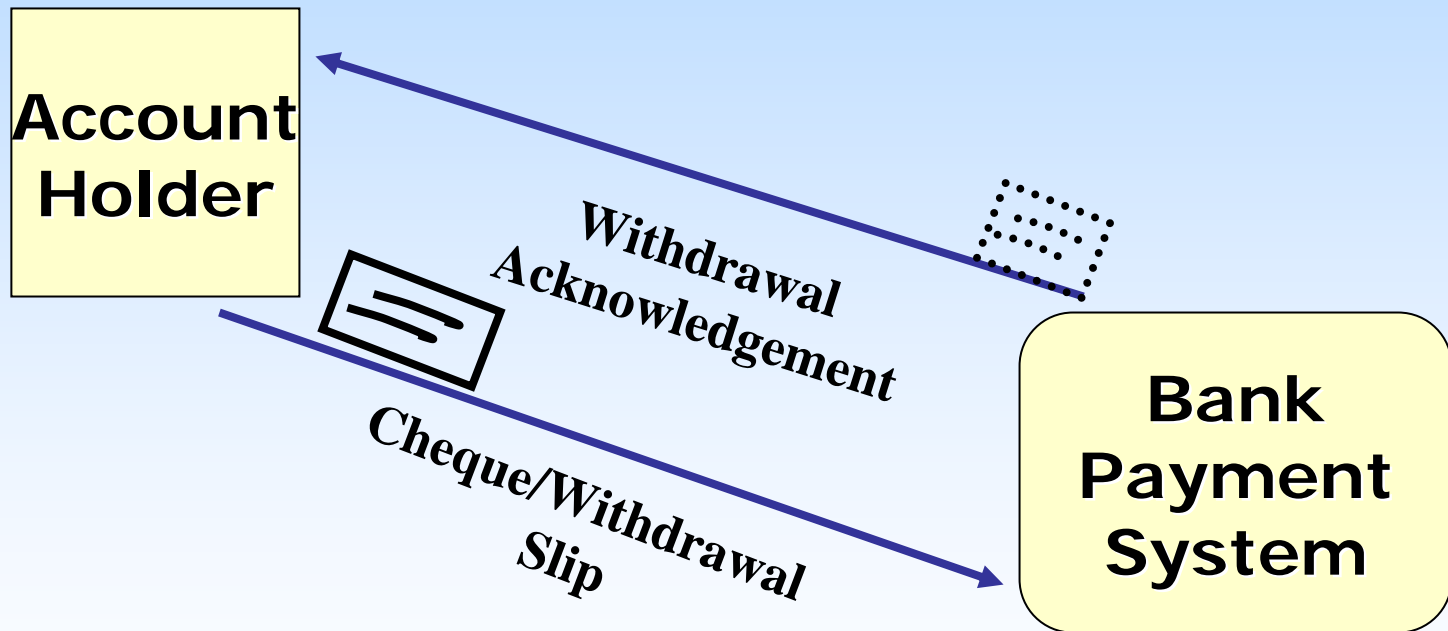 Account
Holder
Withdrawal
Acknowledgement
Cheque/Withdrawal
Slip
Bank
Payment
System